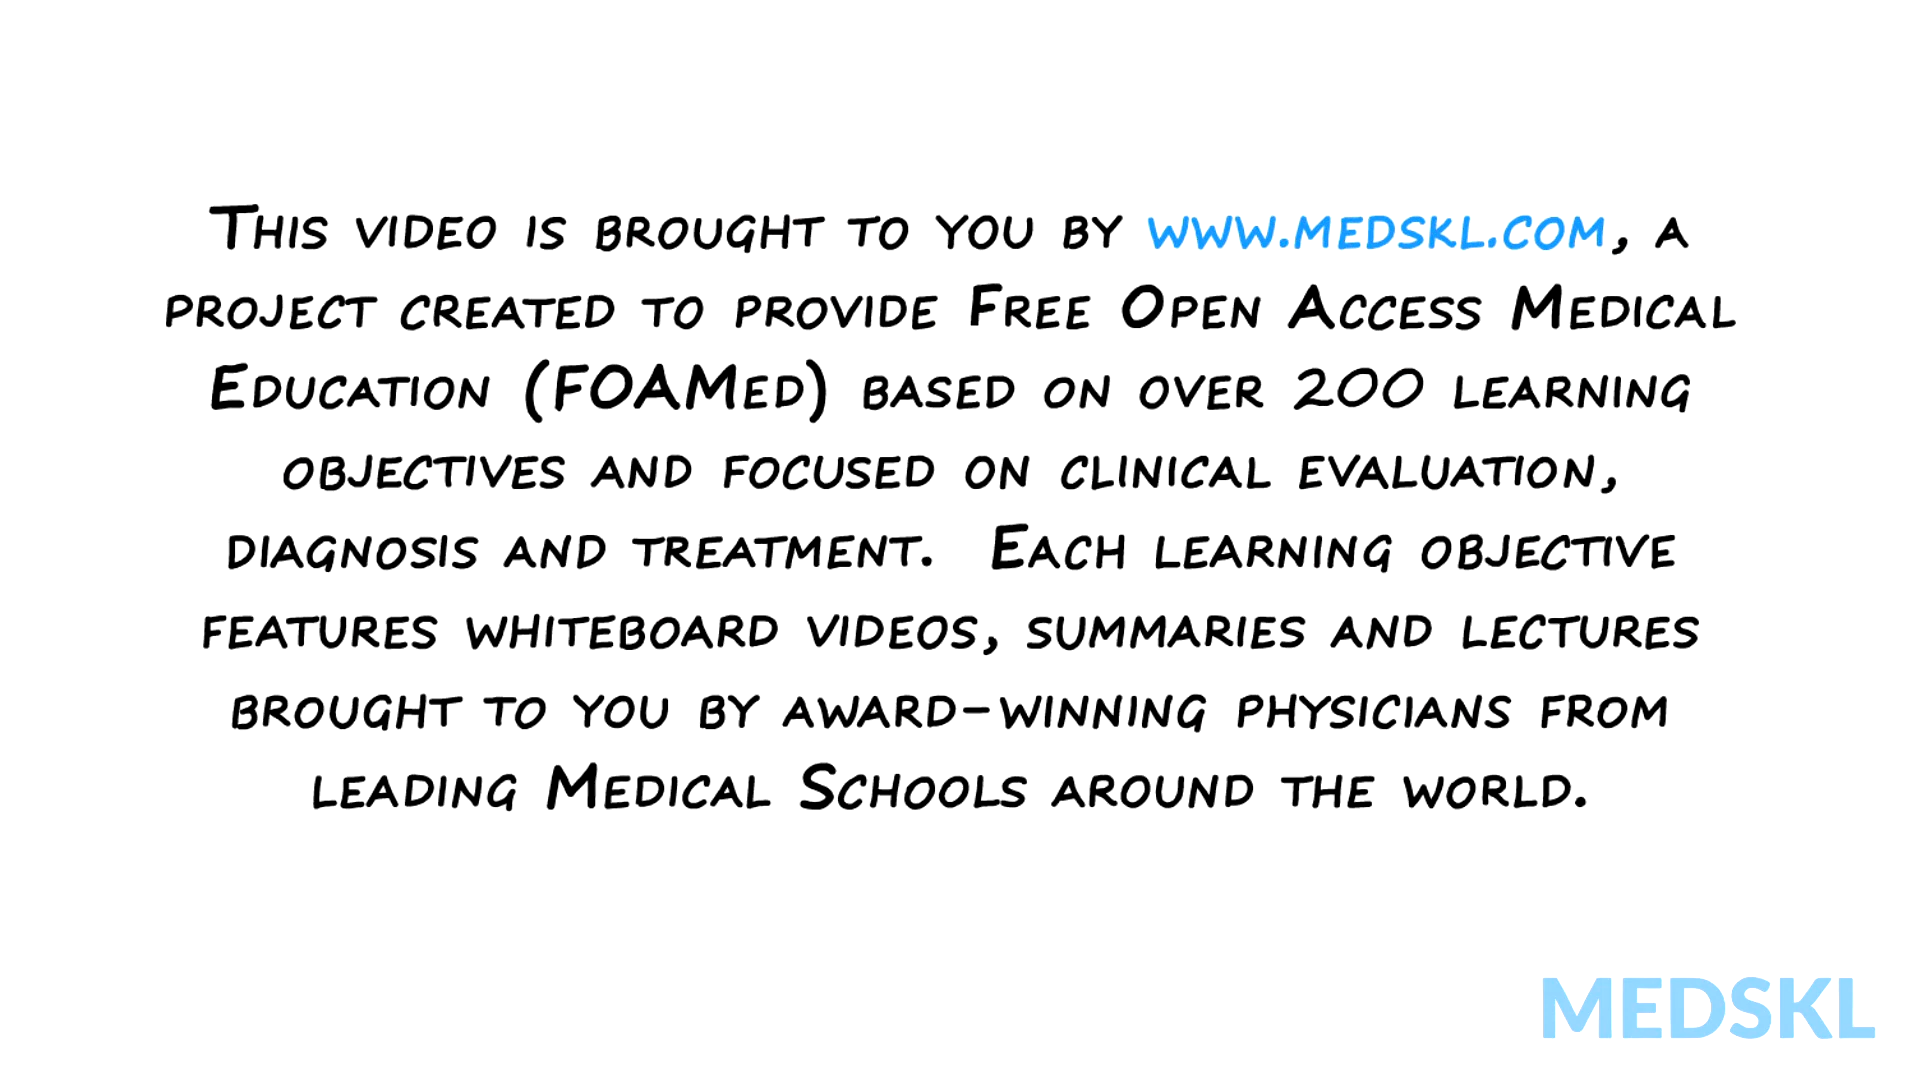 This video is brought to you by www.medskl.com, a
project created to provide Free Open Access Medical
Education (FOAMed) based on over 200 learning
objectives and focused on clinical evaluation,
diagnosis and treatment.  Each learning objective
features whiteboard videos, summaries and lectures
brought to you by award-winning physicians from
leading Medical Schools around the world.
MEDSKL